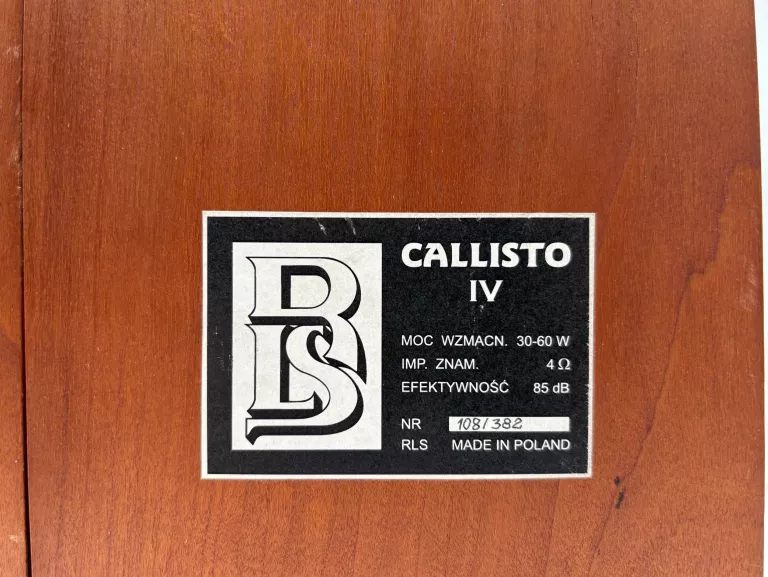 RLS
CALLISTO
IV
MOC WZMACN. 30-60 W
IMP. ZNAM. 4 Ω
EFEKTYWNOŚĆ 85 dB
NR 108/382
RLS MADE IN POLAND